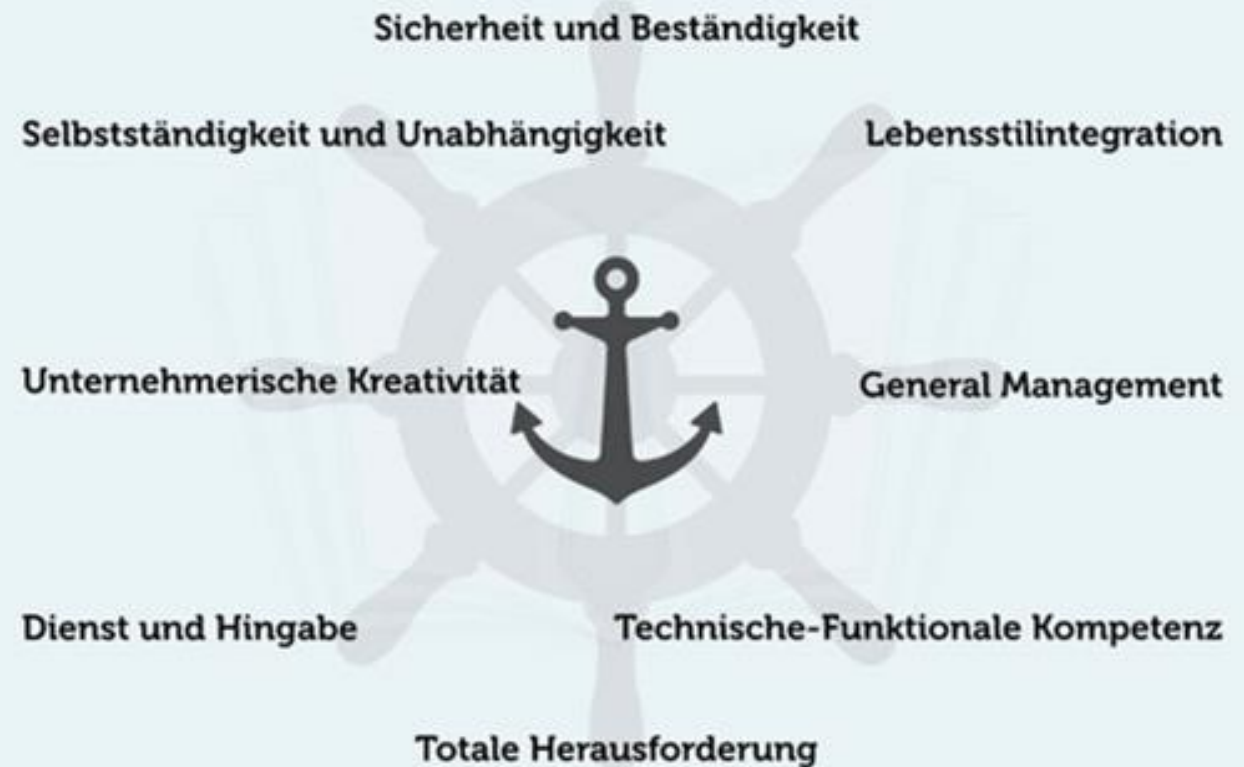 Sicherheit und Beständigkeit
Selbstständigkeit und Unabhängigkeit
Lebensstilintegration
Unternehmerische Kreativität
General Management
Dienst und Hingabe
Technische-Funktionale Kompetenz
Totale Herausforderung